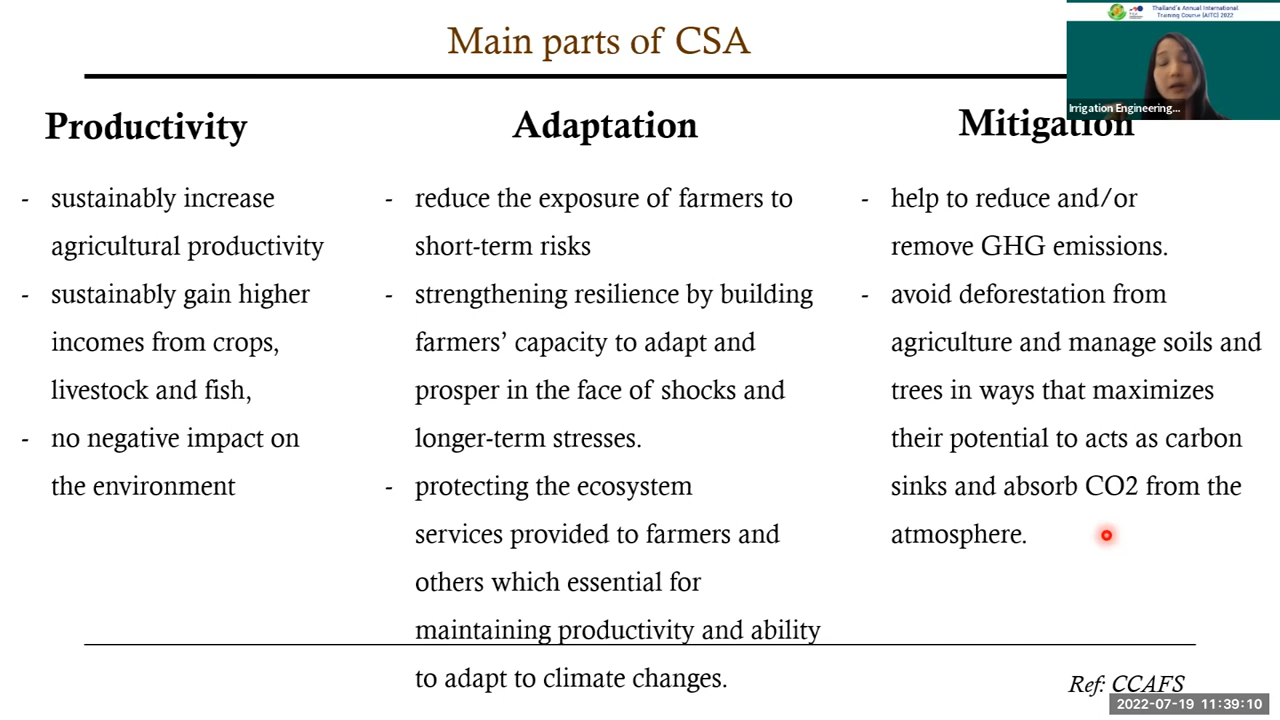 Main parts of CSA
Thailand's Annual International
Training Course (AITC) 2022
Irrigation Engineering...
Productivity
- sustainably increase
agricultural productivity
- sustainably gain higher
incomes from crops,
livestock and fish,
- no negative impact on
the environment
Adaptation
- reduce the exposure of farmers to
short-term risks
- strengthening resilience by building
farmers’ capacity to adapt and
prosper in the face of shocks and
longer-term stresses.
- protecting the ecosystem
services provided to farmers and
others which essential for
maintaining productivity and ability
to adapt to climate changes.
Mitigation
- help to reduce and/or
remove GHG emissions.
- avoid deforestation from
agriculture and manage soils and
trees in ways that maximizes
their potential to acts as carbon
sinks and absorb CO2 from the
atmosphere.
Ref: CCAFS
2022-07-19 11:39:10